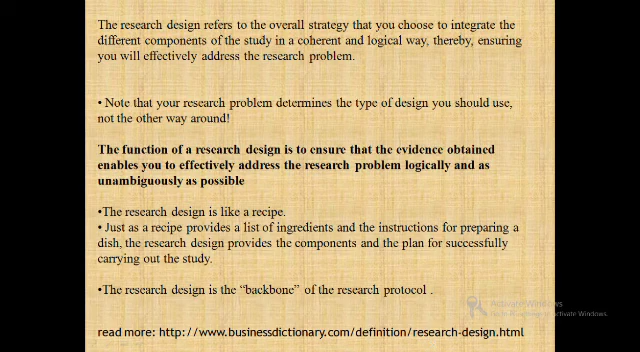 The research design refers to the overall strategy that you choose to integrate the
different components of the study in a coherent and logical way, thereby, ensuring
you will effectively address the research problem.
• Note that your research problem determines the type of design you should use,
not the other way around!
The function of a research design is to ensure that the evidence obtained
enables you to effectively address the research problem logically and as
unambiguously as possible
•The research design is like a recipe.
• Just as a recipe provides a list of ingredients and the instructions for preparing a
dish, the research design provides the components and the plan for successfully
carrying out the study.
•The research design is the “backbone” of the research protocol .
Activate Windows
activate Windows.
read more: http://www.businessdictionary.com/definition/research-design.html